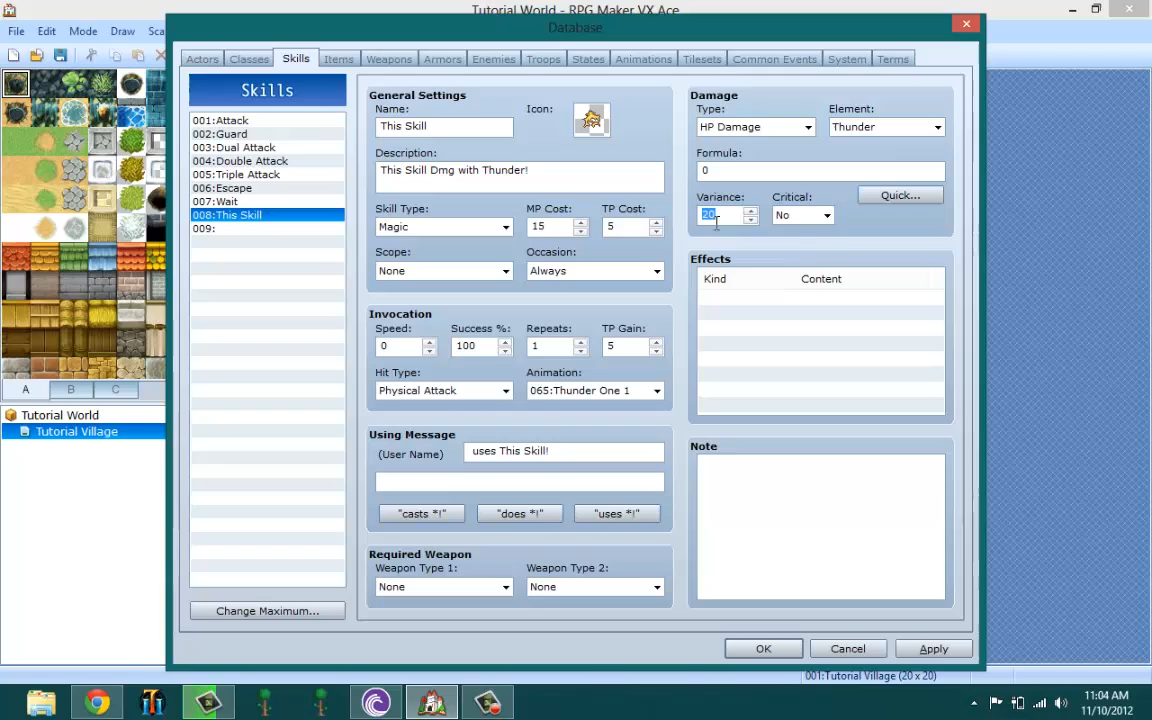 Tutorial World - RPG Maker VX Ace
File Edit Mode Draw Sca
Database
Actors Classes Skills Items Weapons Armors Enemies Troops States Animations Tilesets Common Events System Terms
Skills
001:Attack
002:Guard
003:Dual Attack
004:Double Attack
005:Triple Attack
006:Escape
007:Wait
008:This Skill
009:
Change Maximum...
General Settings
Name: Icon:
This Skill
Description:
This Skill Dmg with Thunder!
Skill Type: MP Cost: TP Cost:
Magic 15 5
Scope: Occasion:
None Always
Invocation
Speed: Success %: Repeats: TP Gain:
0 100 1 5
Hit Type: Animation:
Physical Attack 065:Thunder One 1
Using Message
(User Name) uses This Skill!
"casts *!" "does *!" "uses *!"
Required Weapon
Weapon Type 1: Weapon Type 2:
None None
Damage
Type: Element:
HP Damage Thunder
Formula:
0
Variance: Critical: Quick...
20 No
Effects
Kind Content
Note
OK Cancel Apply
A B C
Tutorial World
Tutorial Village
001:Tutorial Village (20 x 20)
11:04 AM
11/10/2012